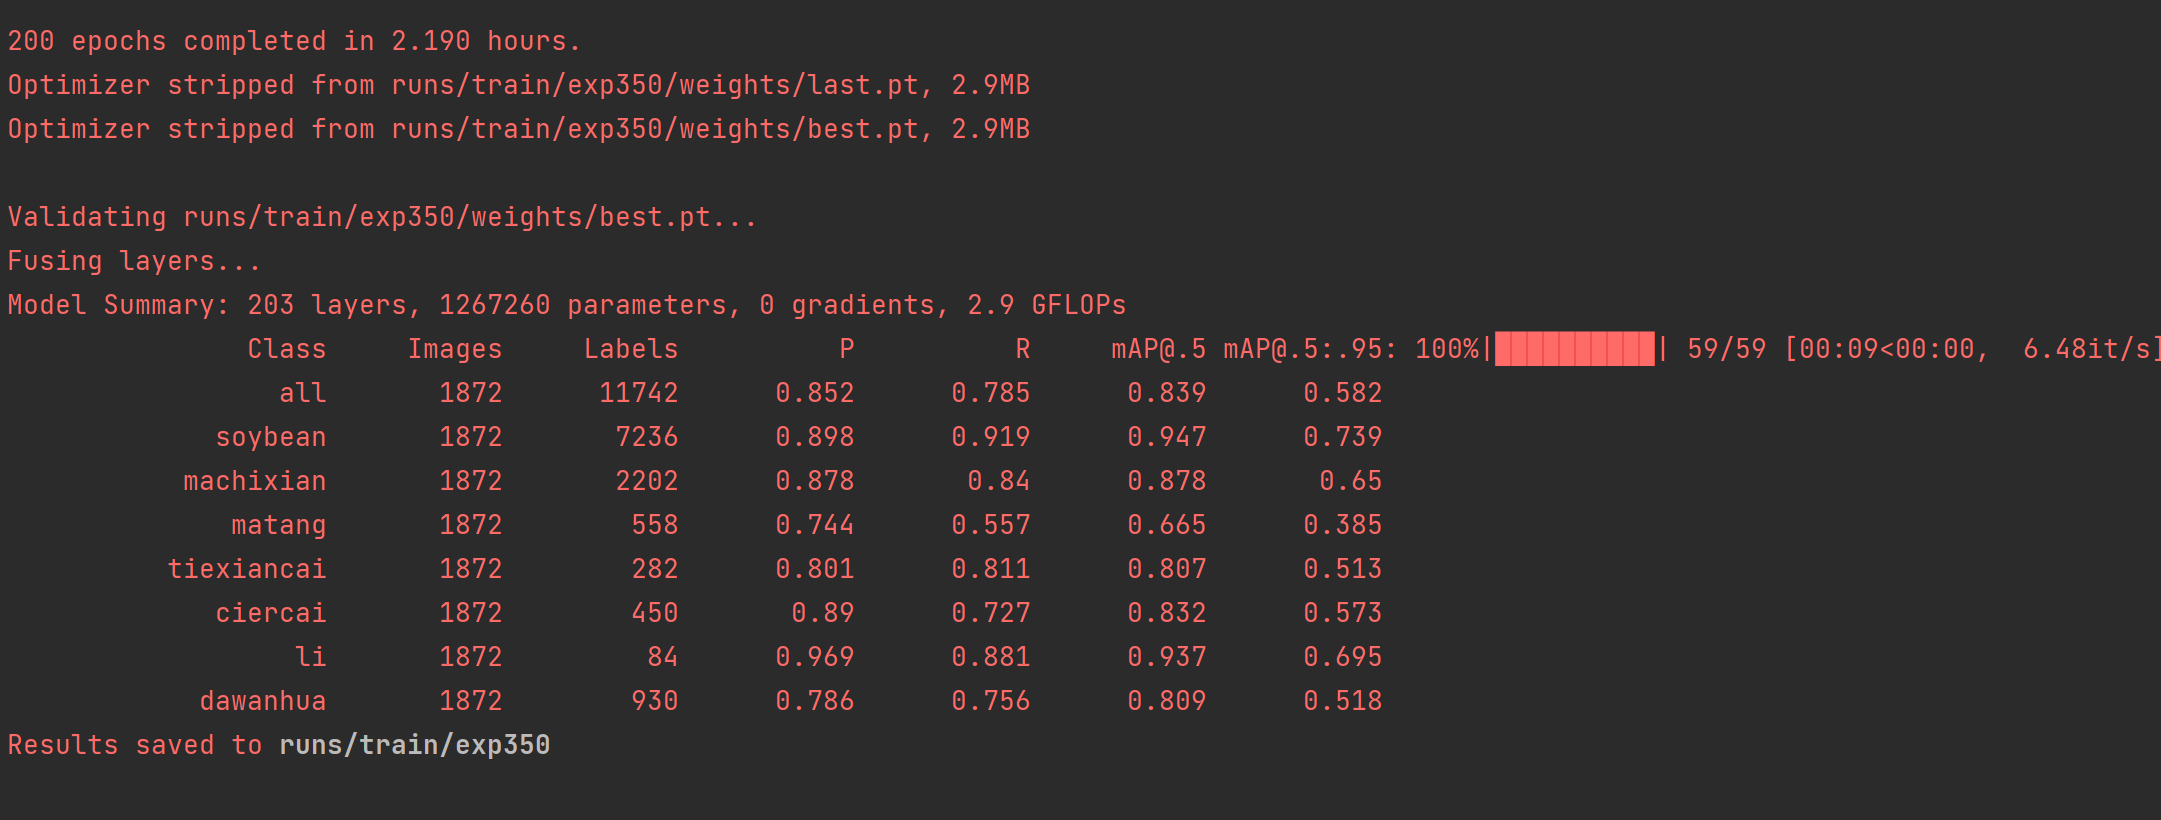 200 epochs completed in 2.190 hours.
Optimizer stripped from runs/train/exp350/weights/last.pt, 2.9MB
Optimizer stripped from runs/train/exp350/weights/best.pt, 2.9MB
Validating runs/train/exp350/weights/best.pt...
Fusing layers...
Model Summary: 203 layers, 1267260 parameters, 0 gradients, 2.9 GFLOPs
Class Images Labels P R mAP@.5 mAP@.5:.95: 100%|██████████| 59/59 [00:09<00:00, 6.48it/s]
all 1872 11742 0.852 0.785 0.839 0.582
soybean 1872 7236 0.898 0.919 0.947 0.739
machixian 1872 2202 0.878 0.84 0.878 0.65
matang 1872 558 0.744 0.557 0.665 0.385
tiexiancai 1872 282 0.801 0.811 0.807 0.513
ciercai 1872 450 0.89 0.727 0.832 0.573
li 1872 84 0.969 0.881 0.937 0.695
dawanhua 1872 930 0.786 0.756 0.809 0.518
Results saved to runs/train/exp350